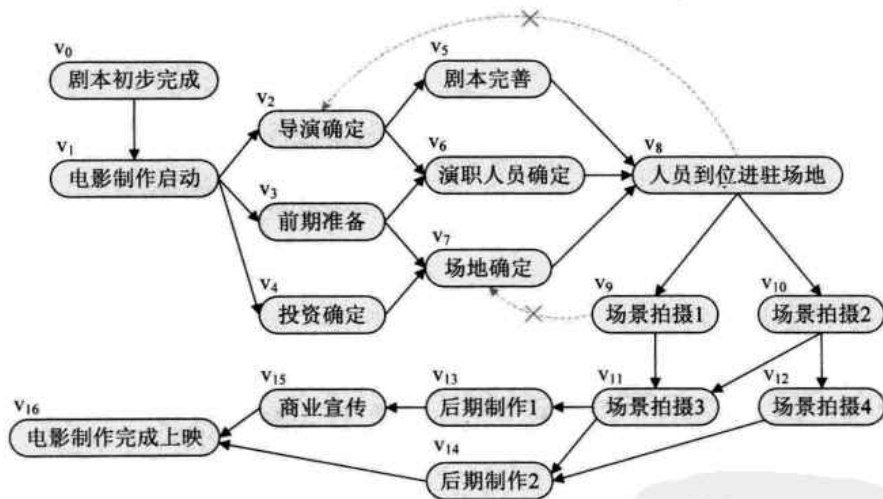 v0
剧本初步完成
v1
电影制作启动
v2
导演确定
v3
前期准备
v4
投资确定
v5
剧本完善
v6
演职人员确定
v7
场地确定
v8
人员到位进驻场地
v9
场景拍摄1
v10
场景拍摄2
v11
场景拍摄3
v12
场景拍摄4
v13
后期制作1
v14
后期制作2
v15
商业宣传
v16
电影制作完成上映